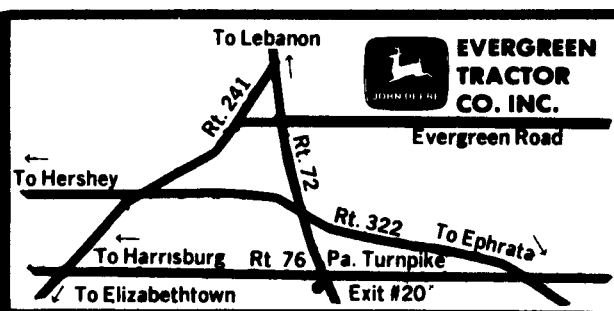 To Lebanon
EVERGREEN
TRACTOR
CO. INC.
JOHN DEERE
Rt. 241
Evergreen Road
Rt. 72
To Hershey
Rt. 322
To Ephrata
To Harrisburg
Rt 76
Pa. Turnpike
To Elizabethtown
Exit #20